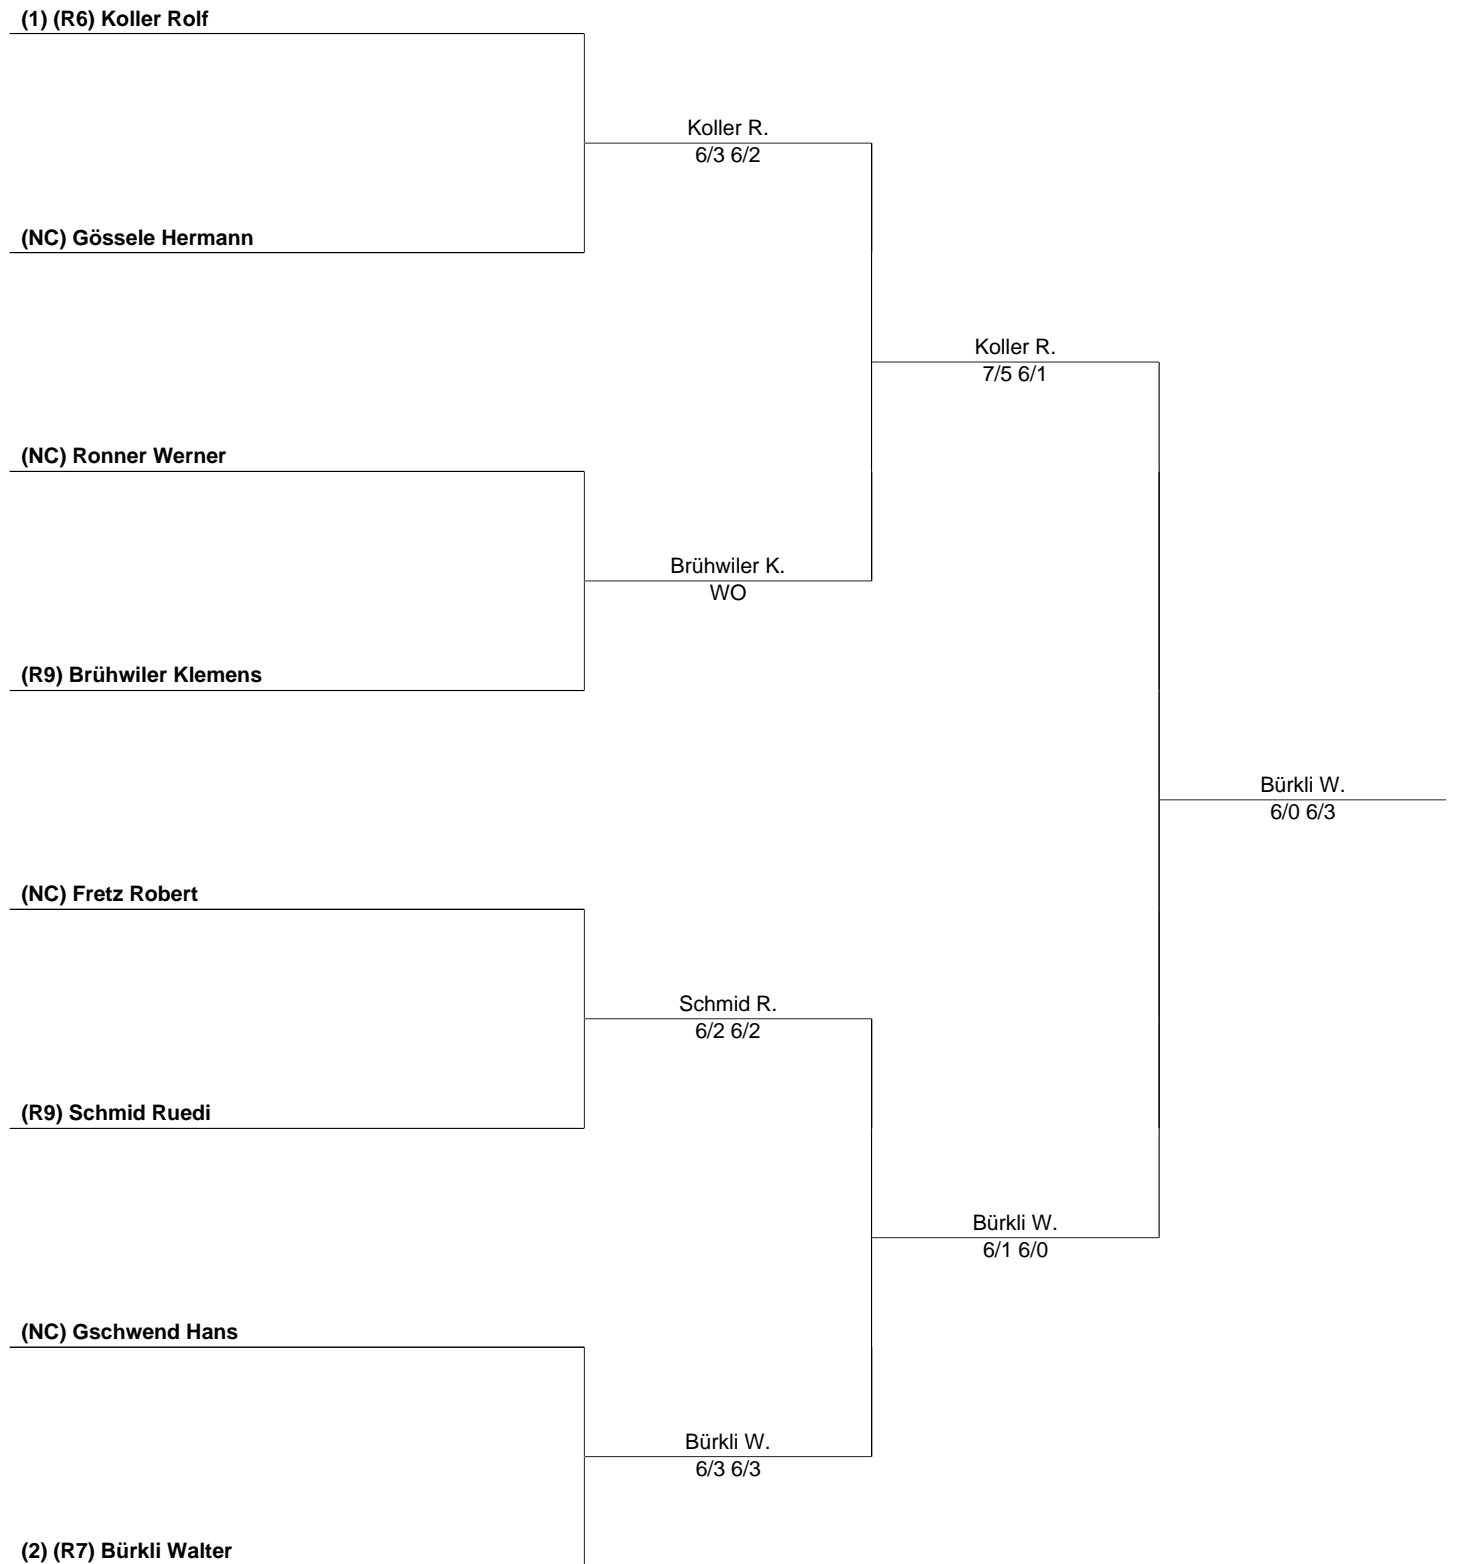 (1) (R6) Koller Rolf
Koller R.
6/3 6/2
(NC) Gössele Hermann
Koller R.
7/5 6/1
(NC) Ronner Werner
Brühwiler K.
WO
(R9) Brühwiler Klemens
Bürkli W.
6/0 6/3
(NC) Fretz Robert
Schmid R.
6/2 6/2
(R9) Schmid Ruedi
Bürkli W.
6/1 6/0
(NC) Gschwend Hans
Bürkli W.
6/3 6/3
(2) (R7) Bürkli Walter